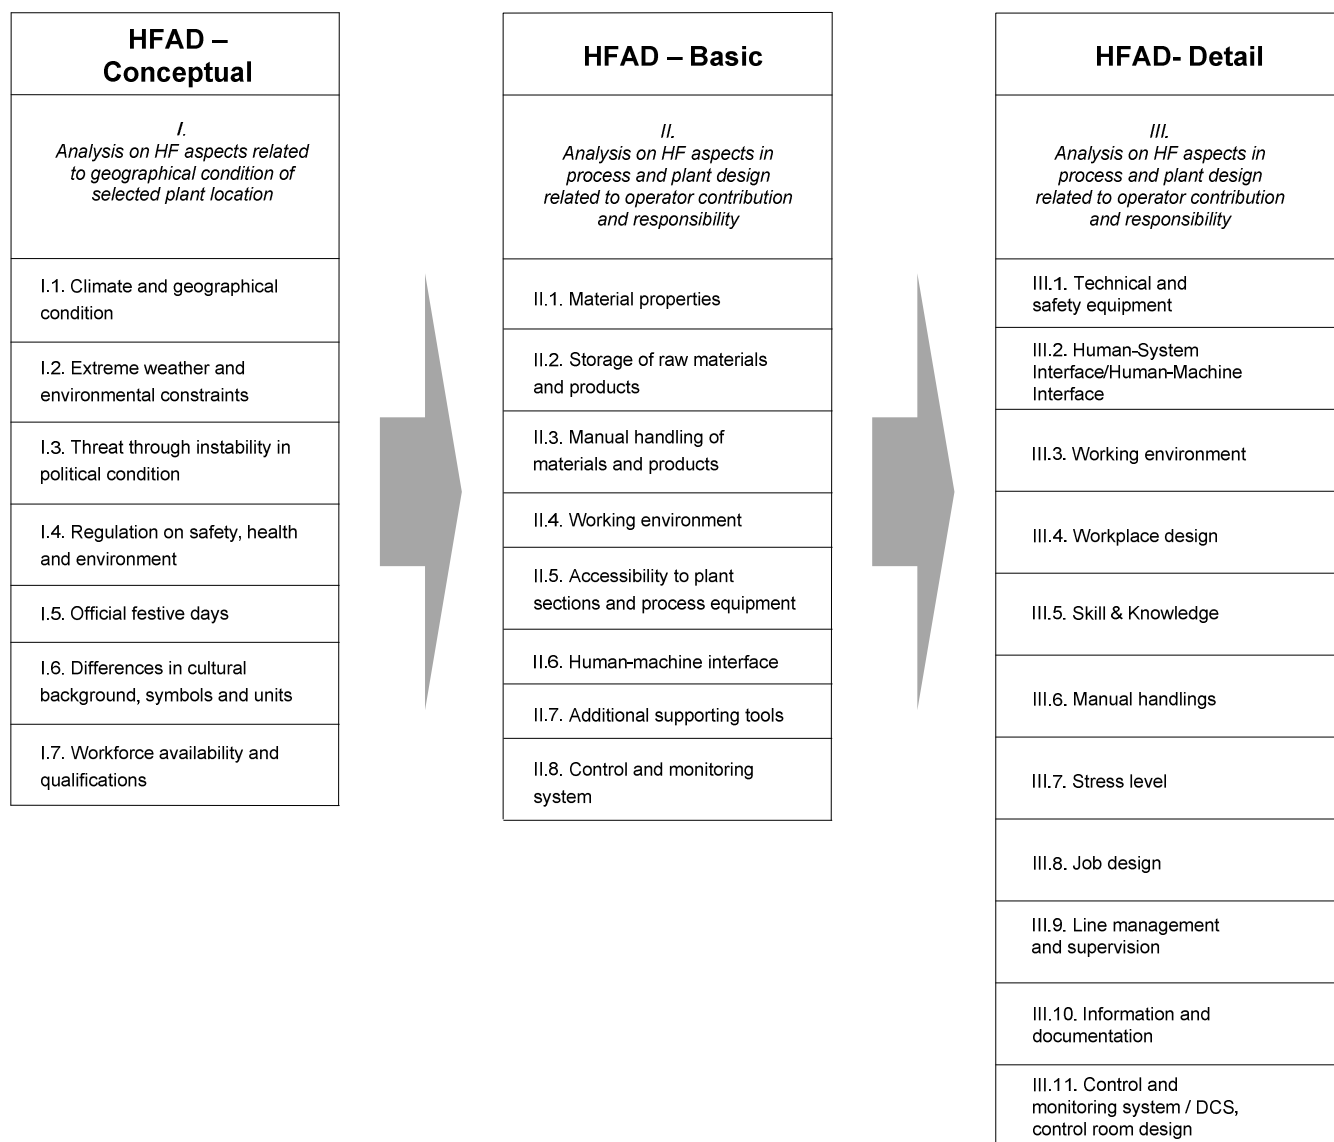 HFAD –
Conceptual
I.
Analysis on HF aspects related
to geographical condition of
selected plant location
I.1. Climate and geographical
condition
I.2. Extreme weather and
environmental constraints
I.3. Threat through instability in
political condition
I.4. Regulation on safety, health
and environment
I.5. Official festive days
I.6. Differences in cultural
background, symbols and units
I.7. Workforce availability and
qualifications
HFAD – Basic
II.
Analysis on HF aspects in
process and plant design
related to operator contribution
and responsibility
II.1. Material properties
II.2. Storage of raw materials
and products
II.3. Manual handling of
materials and products
II.4. Working environment
II.5. Accessibility to plant
sections and process equipment
II.6. Human-machine interface
II.7. Additional supporting tools
II.8. Control and monitoring
system
HFAD- Detail
III.
Analysis on HF aspects in
process and plant design
related to operator contribution
and responsibility
III.1. Technical and
safety equipment
III.2. Human-System
Interface/Human-Machine
Interface
III.3. Working environment
III.4. Workplace design
III.5. Skill & Knowledge
III.6. Manual handlings
III.7. Stress level
III.8. Job design
III.9. Line management
and supervision
III.10. Information and
documentation
III.11. Control and
monitoring system / DCS,
control room design